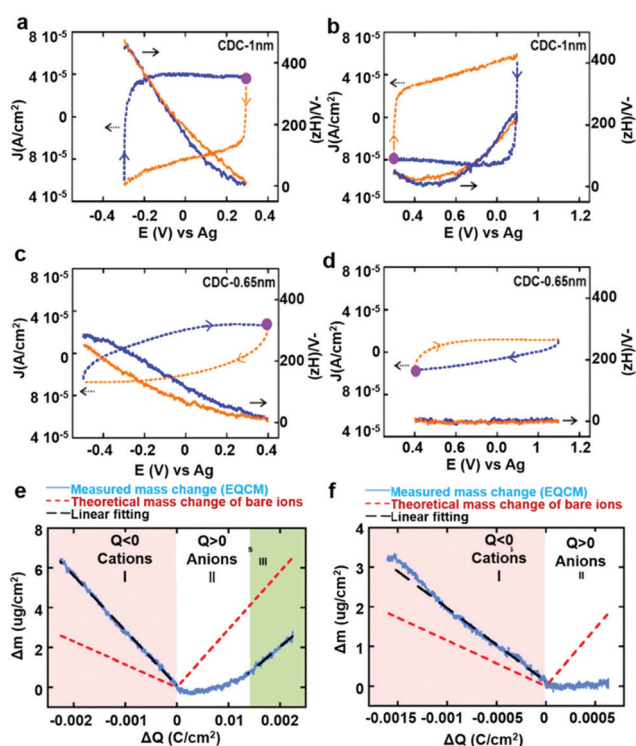 a
b
CDC-1nm
CDC-1nm
8 10⁻⁵
4 10⁻⁵
0
8 10⁻⁵
4 10⁻⁵
J(A/cm²)
400
200
0
-(zH)/V-
-0.4 -0.2 0.0 0.2 0.4
E (V) vs Ag
8 10⁻⁵
4 10⁻⁵
0
8 10⁻⁵
4 10⁻⁵
J(A/cm²)
400
200
0
(zH)/V-
0.4 0.6 0.8 1 1.2
E (V) vs Ag
c
d
CDC-0.65nm
CDC-0.65nm
8 10⁻⁵
4 10⁻⁵
0
4 10⁻⁵
J(A/cm²)
400
200
0
(zH)/V-
-0.4 -0.2 0.0 0.2 0.4
E (V) vs Ag
8 10⁻⁵
4 10⁻⁵
0
4 10⁻⁵
J(A/cm²)
400
200
0
(zH)/V-
0.4 0.6 0.8 1 1.2
E (V) vs Ag
e
Measured mass change (EQCM)
Theoretical mass change of bare ions
Linear fitting
Q<0
Cations
I
Q>0
Anions
II
s
III
8
6
4
2
0
Δm (ug/cm²)
-0.002 -0.001 0 0.01 0.002
ΔQ (C/cm²)
f
Measured mass change (EQCM)
Theoretical mass change of bare ions
Linear fitting
Q<0
Cations
I
Q>0
Anions
II
4
3
2
1
0
Δm (ug/cm²)
-0.0015 -0.001 -0.0005 0 0.0005
ΔQ (C/cm²)